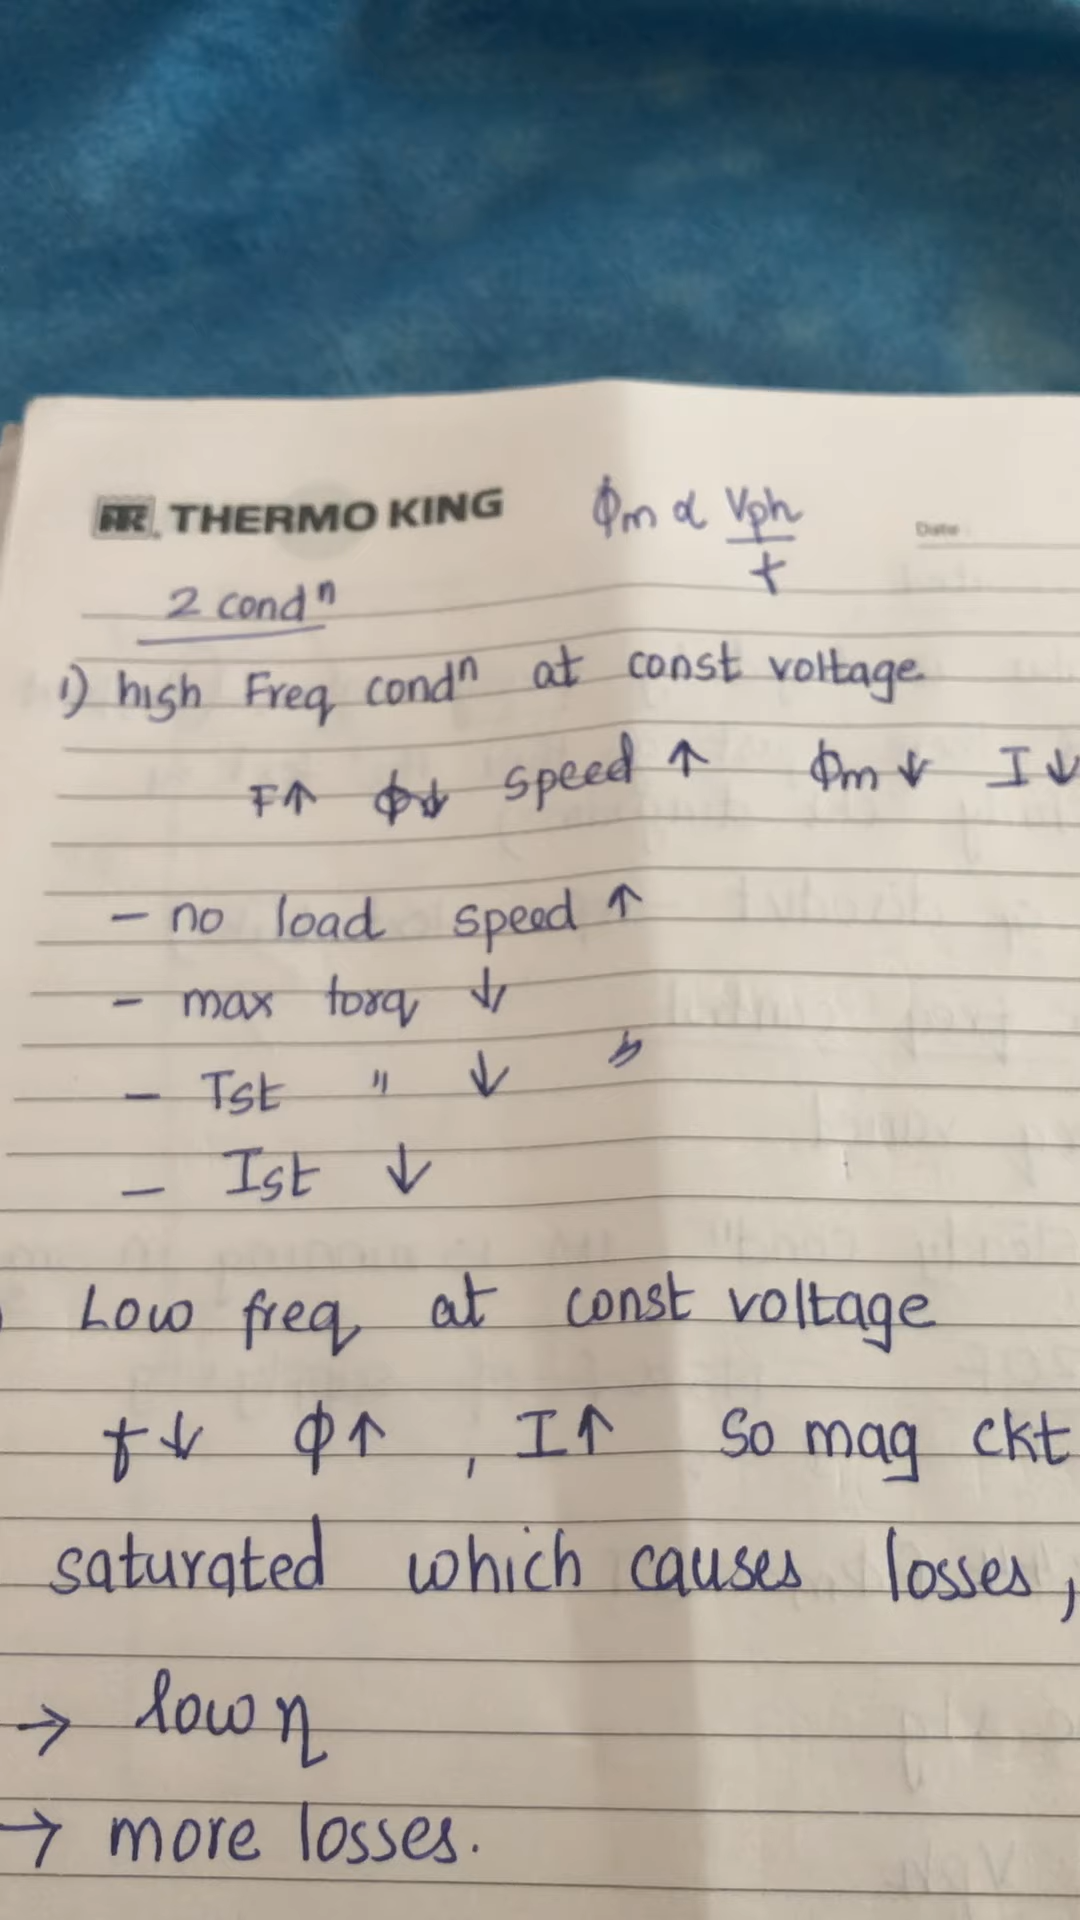 THERMO KING
Φm ∝ Vph
f
Date
2 condⁿ
1) high Freq condⁿ at const voltage
F↑ Φ↓ speed ↑ Φm ↓ I ↓
- no load speed ↑
- max torq ↓
- Tst " ↓
- Ist ↓
Low freq at const voltage
f↓ Φ↑ , I↑ So mag ckt
saturated which causes losses,
→ low η
→ more losses.